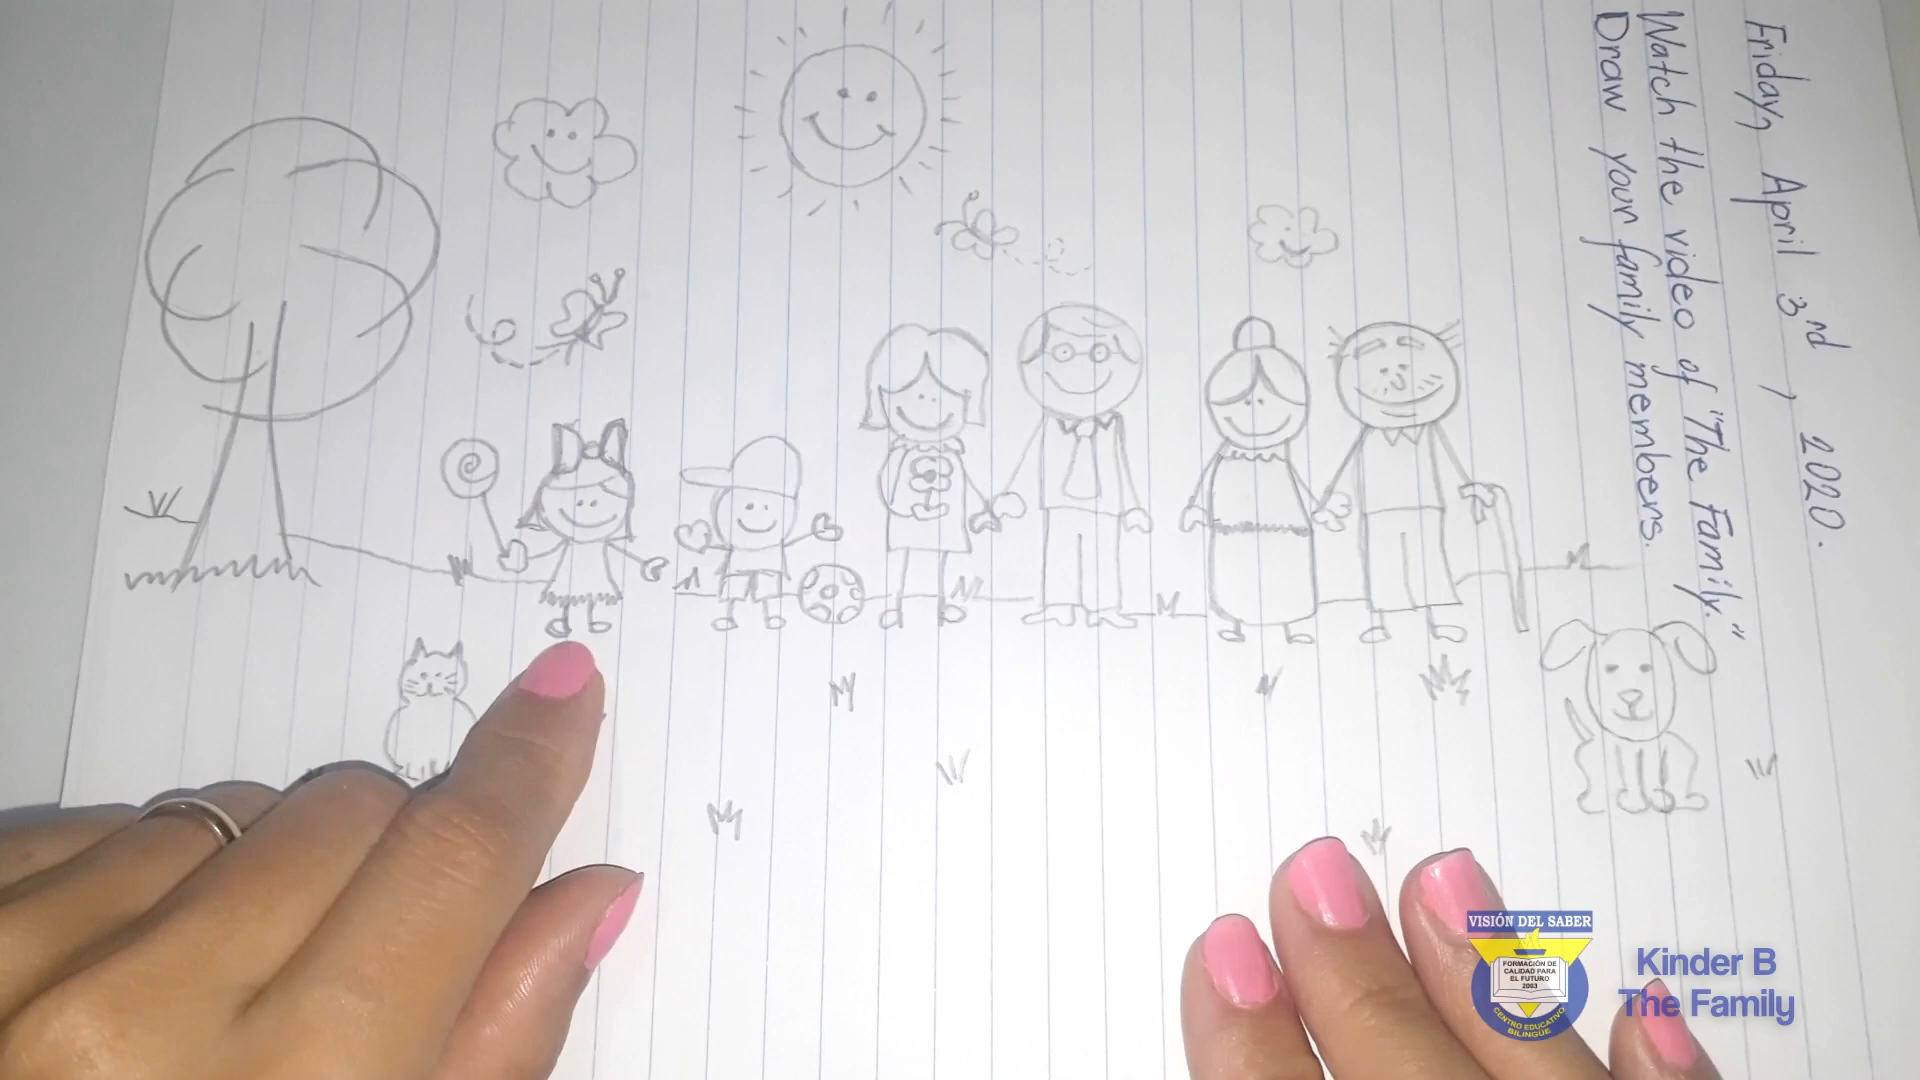 Friday, April 3rd, 2020.
Watch the video of "The Family."
Draw your family members.
VISIÓN DEL SABER
FORMACIÓN DE
CALIDAD PARA
EL FUTURO
2003
CENTRO EDUCATIVO
BILINGÜE
Kinder B
The Family